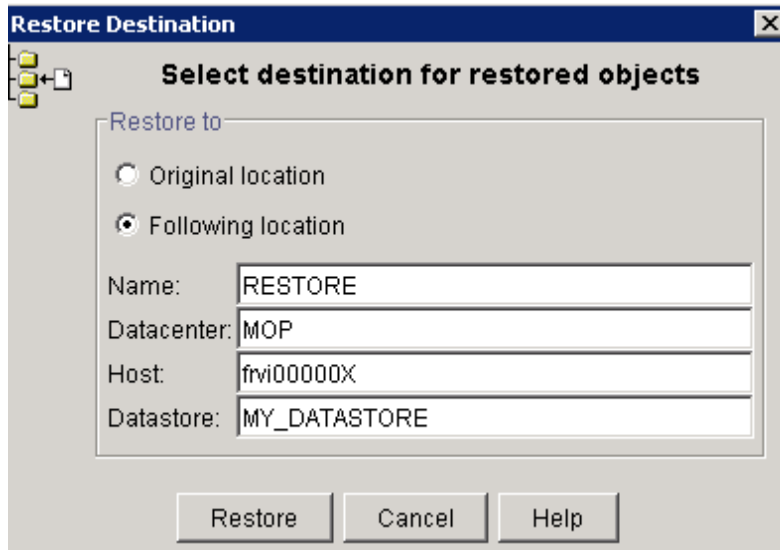 Restore Destination
Select destination for restored objects
Restore to
Original location
Following location
Name: RESTORE
Datacenter: MOP
Host: frvi00000X
Datastore: MY_DATASTORE
Restore Cancel Help